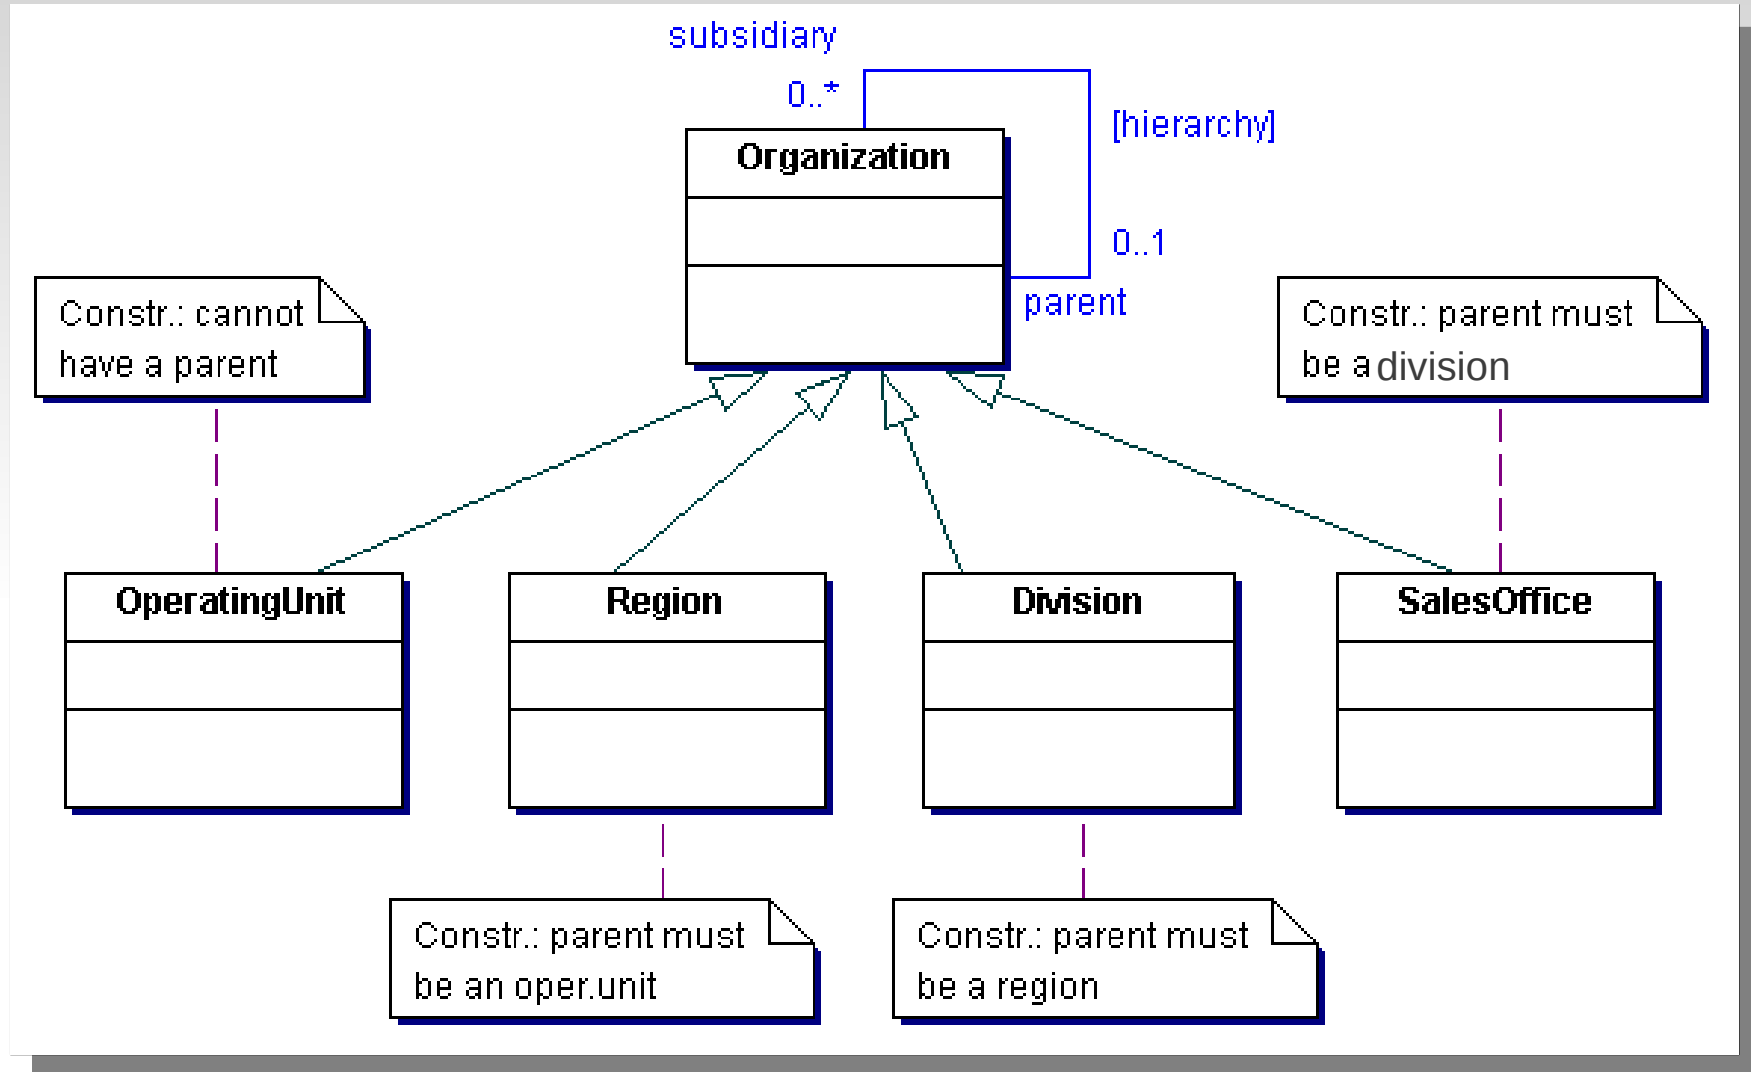 subsidiary
0..*
[hierarchy]
Organization
0..1
parent
Constr.: cannot
have a parent
Constr.: parent must
be a division
OperatingUnit
Region
Division
SalesOffice
Constr.: parent must
be an oper.unit
Constr.: parent must
be a region